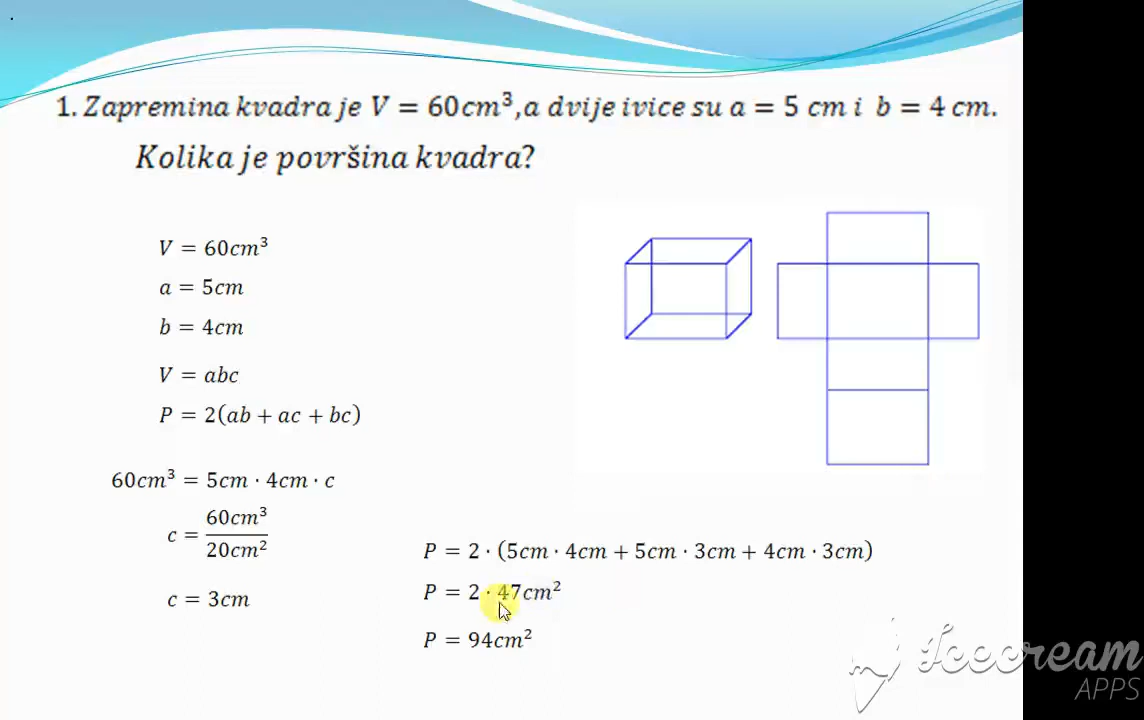 1. Zapremina kvadra je V = 60cm³, a dvije ivice su a = 5 cm i b = 4 cm.
Kolika je površina kvadra?
V = 60cm³
a = 5cm
b = 4cm
V = abc
P = 2(ab + ac + bc)
60cm³ = 5cm · 4cm · c
c = 60cm³ / 20cm²
c = 3cm
P = 2 · (5cm · 4cm + 5cm · 3cm + 4cm · 3cm)
P = 2 · 47cm²
P = 94cm²
Icecream
APPS